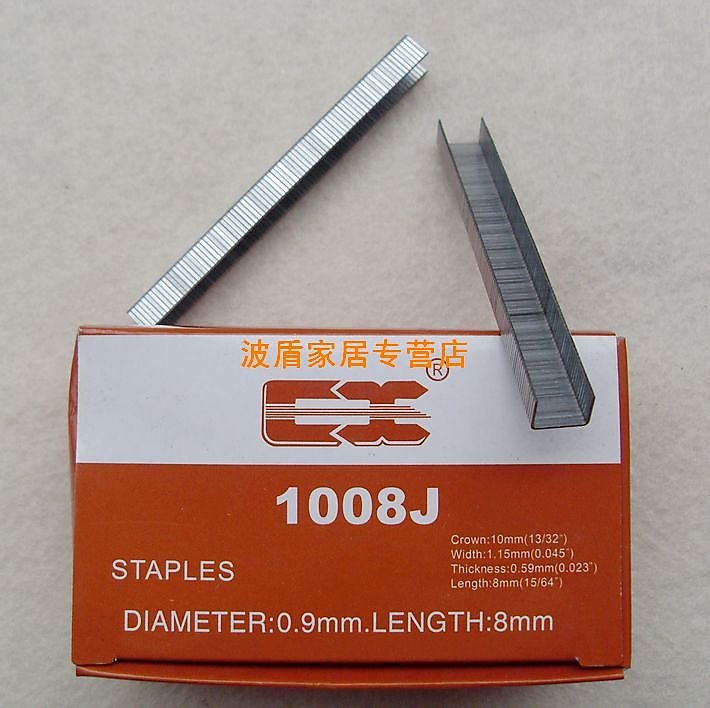 波盾家居专营店
CX®
1008J
Crown:10mm(13/32")
Width:1.15mm(0.045")
Thickness:0.59mm(0.023")
Length:8mm(15/64")
STAPLES
DIAMETER:0.9mm.LENGTH:8mm